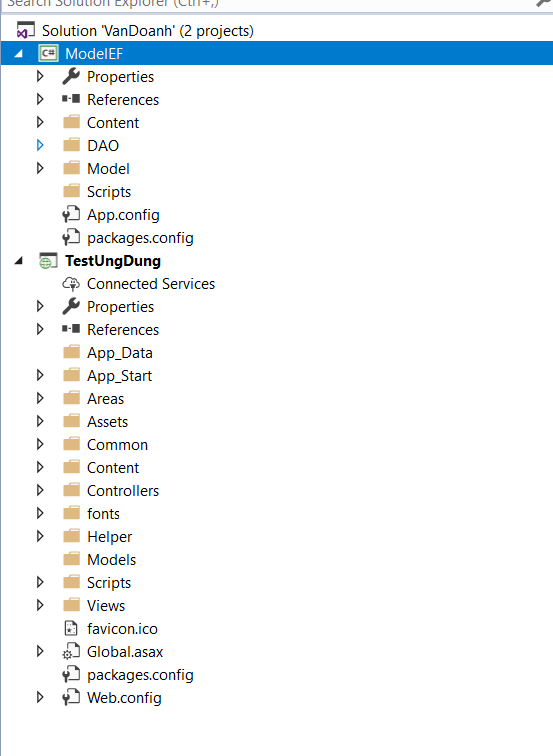 Search Solution Explorer (Ctrl+;)
Solution 'VanDoanh' (2 projects)
C# ModelEF
Properties
References
Content
DAO
Model
Scripts
App.config
packages.config
TestUngDung
Connected Services
Properties
References
App_Data
App_Start
Areas
Assets
Common
Content
Controllers
fonts
Helper
Models
Scripts
Views
favicon.ico
Global.asax
packages.config
Web.config